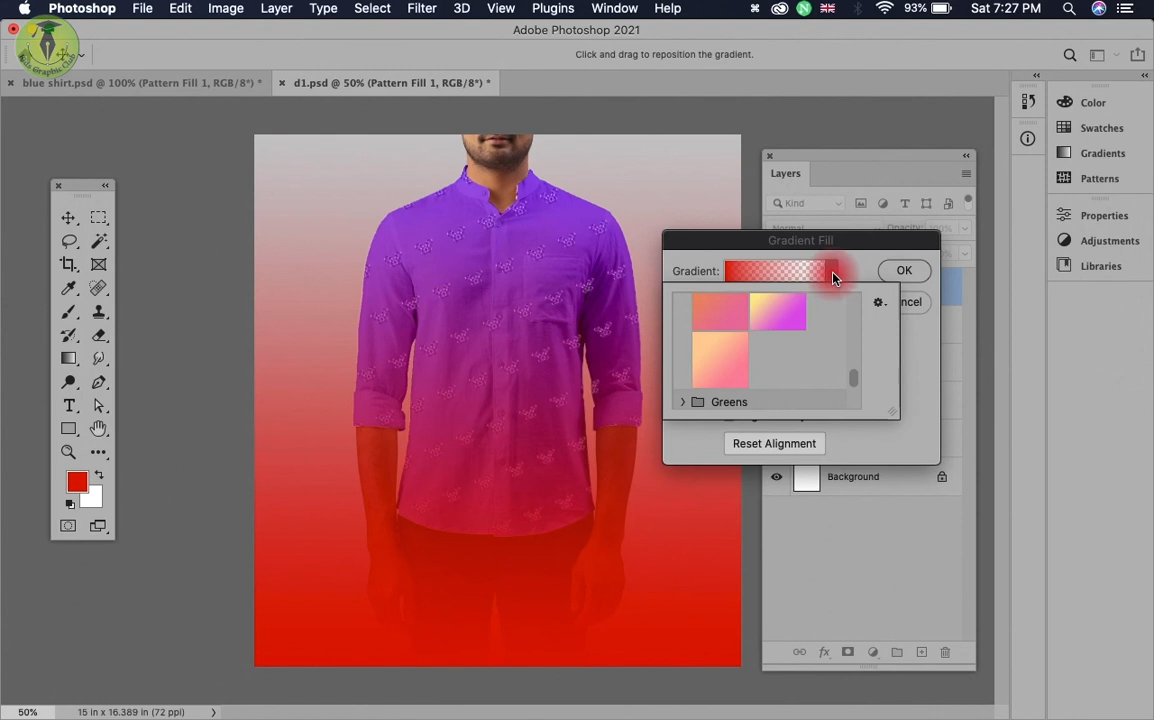 Photoshop File Edit Image Layer Type Select Filter 3D View Plugins Window Help 93% Sat 7:27 PM
Adobe Photoshop 2021
Click and drag to reposition the gradient.
blue shirt.psd @ 100% (Pattern Fill 1, RGB/8*) *
d1.psd @ 50% (Pattern Fill 1, RGB/8*) *
Color
Swatches
Gradients
Patterns
Properties
Adjustments
Libraries
Layers
Kind
Gradient Fill
Gradient:
OK
ncel
Greens
Reset Alignment
Background
fx
50%
15 in x 16.389 in (72 ppi)